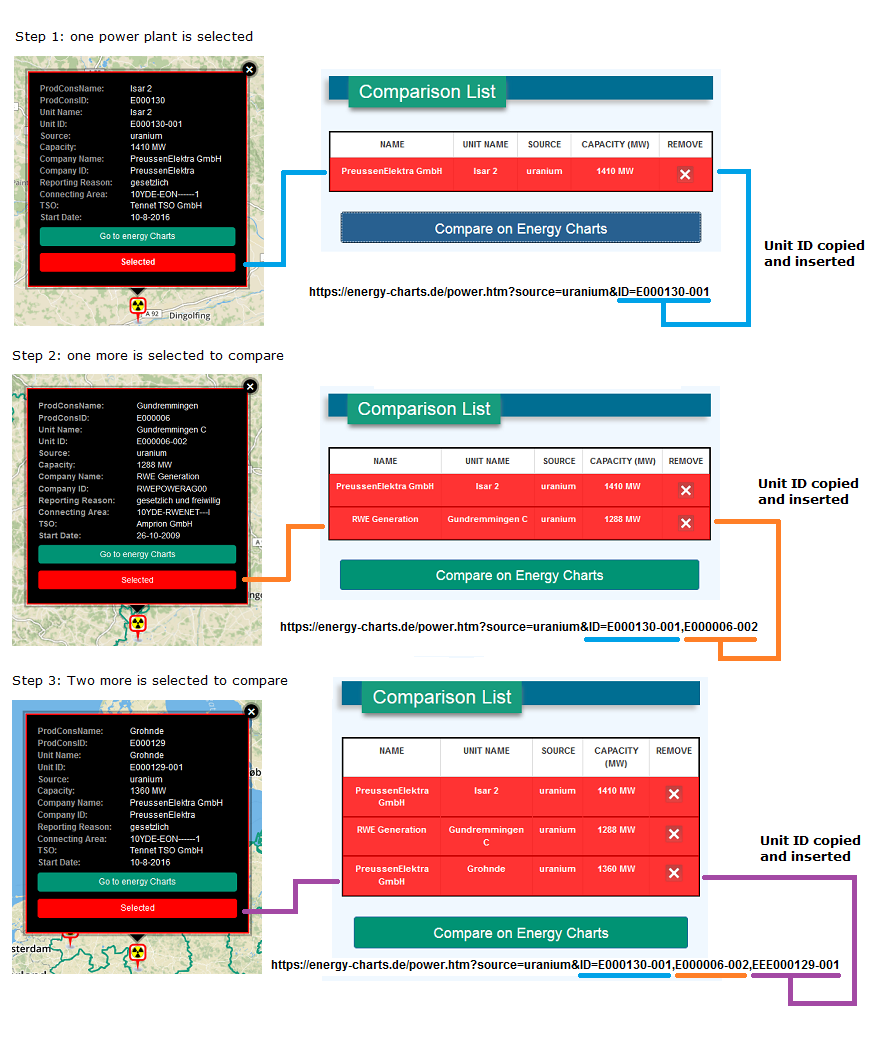 Step 1: one power plant is selected
ProdConsName: Isar 2
ProdConsID: E000130
Unit Name: Isar 2
Unit ID: E000130-001
Source: uranium
Capacity: 1410 MW
Company Name: PreussenElektra GmbH
Company ID: PreussenElektra
Reporting Reason: gesetzlich
Connecting Area: 10YDE-EON------1
TSO: Tennet TSO GmbH
Start Date: 10-8-2016
Go to energy Charts
Selected
A 92
Dingolfing
Comparison List
NAME UNIT NAME SOURCE CAPACITY (MW) REMOVE
PreussenElektra GmbH Isar 2 uranium 1410 MW
Compare on Energy Charts
https://energy-charts.de/power.htm?source=uranium&ID=E000130-001
Unit ID copied
and inserted
Step 2: one more is selected to compare
ProdConsName: Gundremmingen
ProdConsID: E000006
Unit Name: Gundremmingen C
Unit ID: E000006-002
Source: uranium
Capacity: 1288 MW
Company Name: RWE Generation
Company ID: RWEPOWERAG00
Reporting Reason: gesetzlich und freiwillig
Connecting Area: 10YDE-RWENET---I
TSO: Amprion GmbH
Start Date: 26-10-2009
Go to energy Charts
Selected
Comparison List
NAME UNIT NAME SOURCE CAPACITY (MW) REMOVE
PreussenElektra GmbH Isar 2 uranium 1410 MW
RWE Generation Gundremmingen C uranium 1288 MW
Compare on Energy Charts
https://energy-charts.de/power.htm?source=uranium&ID=E000130-001,E000006-002
Unit ID copied
and inserted
Step 3: Two more is selected to compare
ProdConsName: Grohnde
ProdConsID: E000129
Unit Name: Grohnde
Unit ID: E000129-001
Source: uranium
Capacity: 1360 MW
Company Name: PreussenElektra GmbH
Company ID: PreussenElektra
Reporting Reason: gesetzlich
Connecting Area: 10YDE-EON------1
TSO: Tennet TSO GmbH
Start Date: 10-8-2016
Go to energy Charts
Selected
sterdam
Comparison List
NAME UNIT NAME SOURCE CAPACITY REMOVE
(MW)
PreussenElektra Isar 2 uranium 1410 MW
GmbH
RWE Generation Gundremmingen uranium 1288 MW
C
PreussenElektra Grohnde uranium 1360 MW
GmbH
Compare on Energy Charts
https://energy-charts.de/power.htm?source=uranium&ID=E000130-001,E000006-002,EEE000129-001
Unit ID copied
and inserted